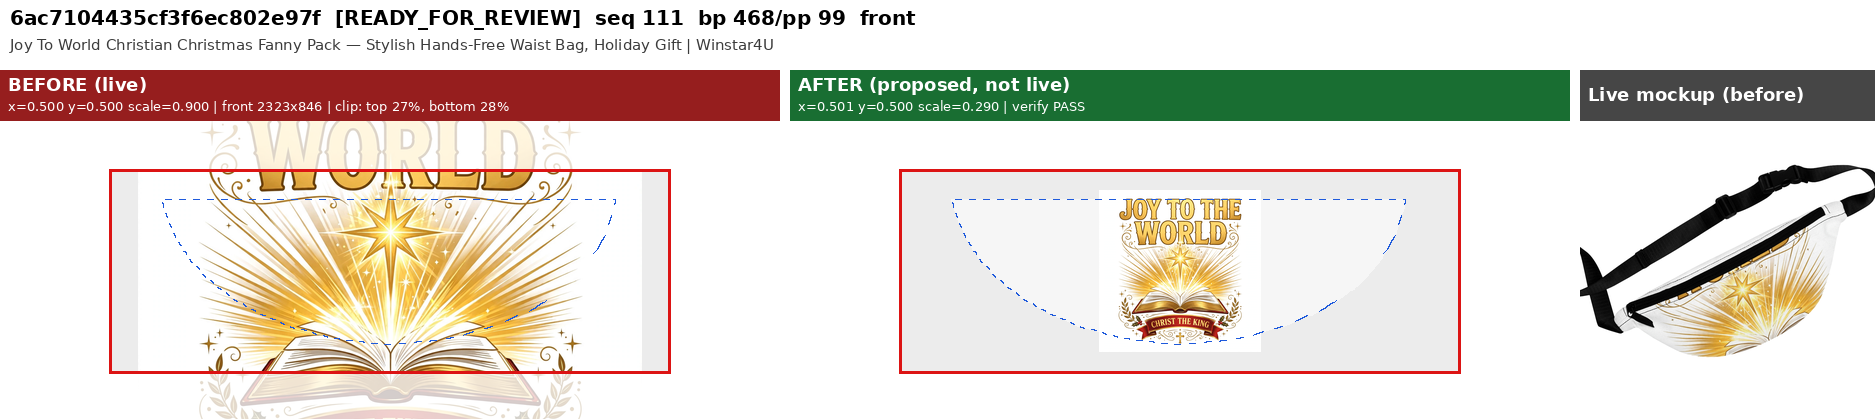 6ac7104435cf3f6ec802e97f [READY_FOR_REVIEW] seq 111 bp 468/pp 99 front
Joy To World Christian Christmas Fanny Pack — Stylish Hands-Free Waist Bag, Holiday Gift | Winstar4U
BEFORE (live)
x=0.500 y=0.500 scale=0.900 | front 2323x846 | clip: top 27%, bottom 28%
WORLD
AFTER (proposed, not live)
x=0.501 y=0.500 scale=0.290 | verify PASS
JOY TO THE
WORLD
CHRIST THE KING
Live mockup (before)